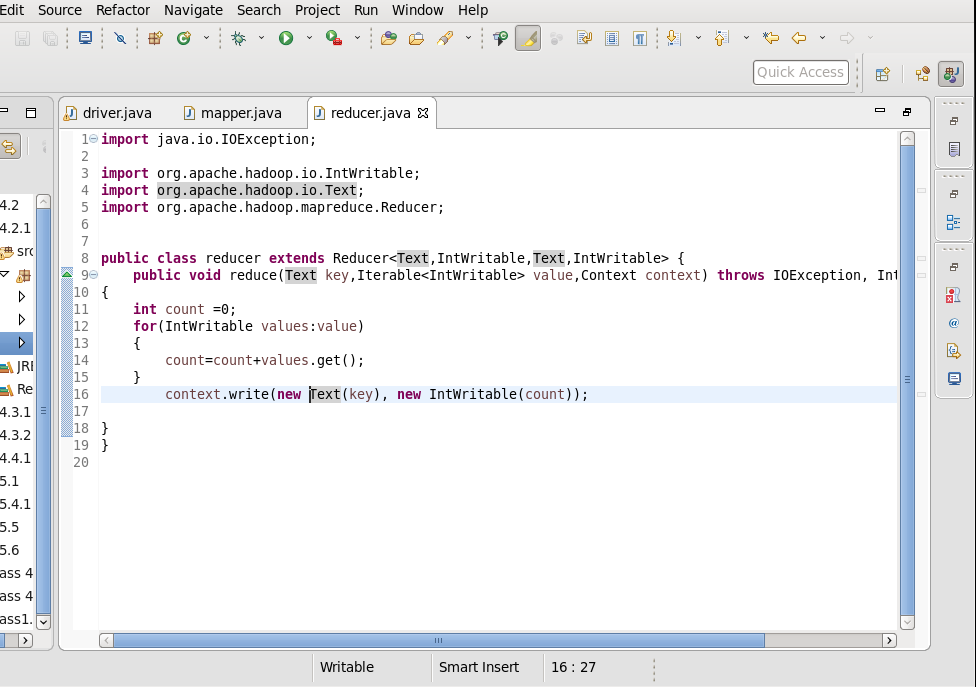 Edit Source Refactor Navigate Search Project Run Window Help
Quick Access
driver.java mapper.java reducer.java
1 import java.io.IOException;
2
3 import org.apache.hadoop.io.IntWritable;
4 import org.apache.hadoop.io.Text;
5 import org.apache.hadoop.mapreduce.Reducer;
6
7
8 public class reducer extends Reducer<Text,IntWritable,Text,IntWritable> {
9 public void reduce(Text key,Iterable<IntWritable> value,Context context) throws IOException, Int
10 {
11 int count =0;
12 for(IntWritable values:value)
13 {
14 count=count+values.get();
15 }
16 context.write(new Text(key), new IntWritable(count));
17
18 }
19 }
20
4.2
4.2.1
src
JRE
Re
4.3.1
4.3.2
4.4.1
5.1
5.4.1
5.5
5.6
ass 4
ass 4
ass1.
Writable Smart Insert 16 : 27